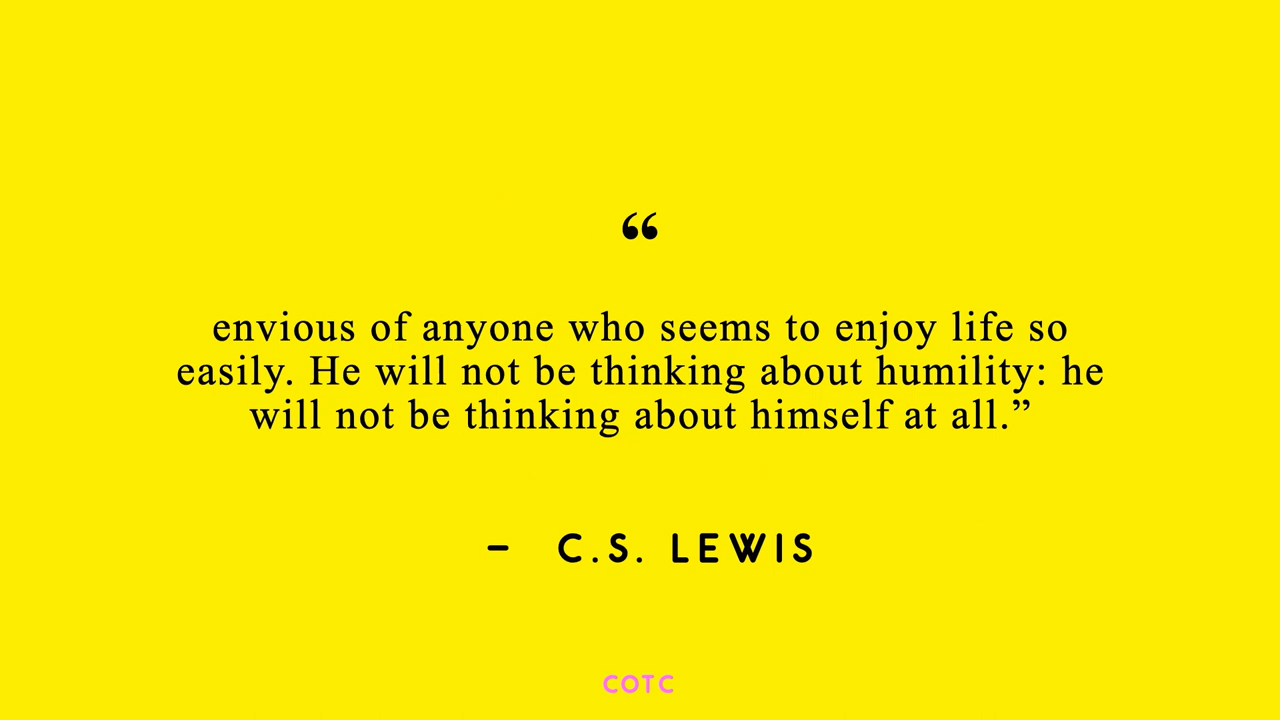 “
envious of anyone who seems to enjoy life so
easily. He will not be thinking about humility: he
will not be thinking about himself at all.”
– C.S. LEWIS
COTC